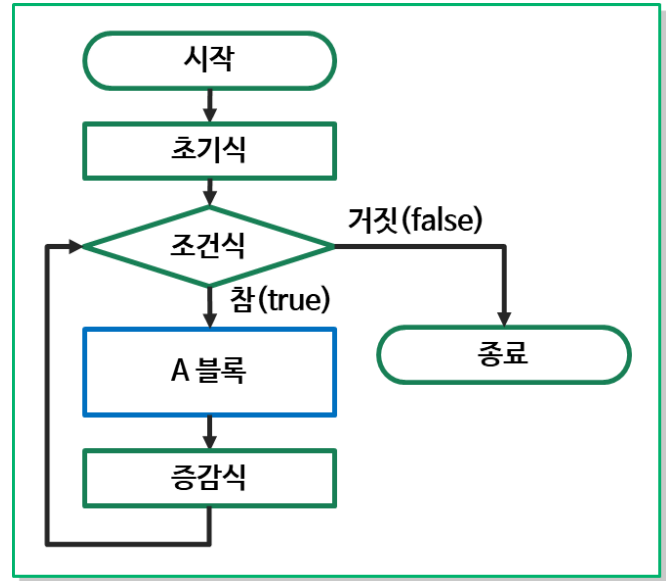 시작
초기식
조건식
거짓(false)
참(true)
A 블록
종료
증감식